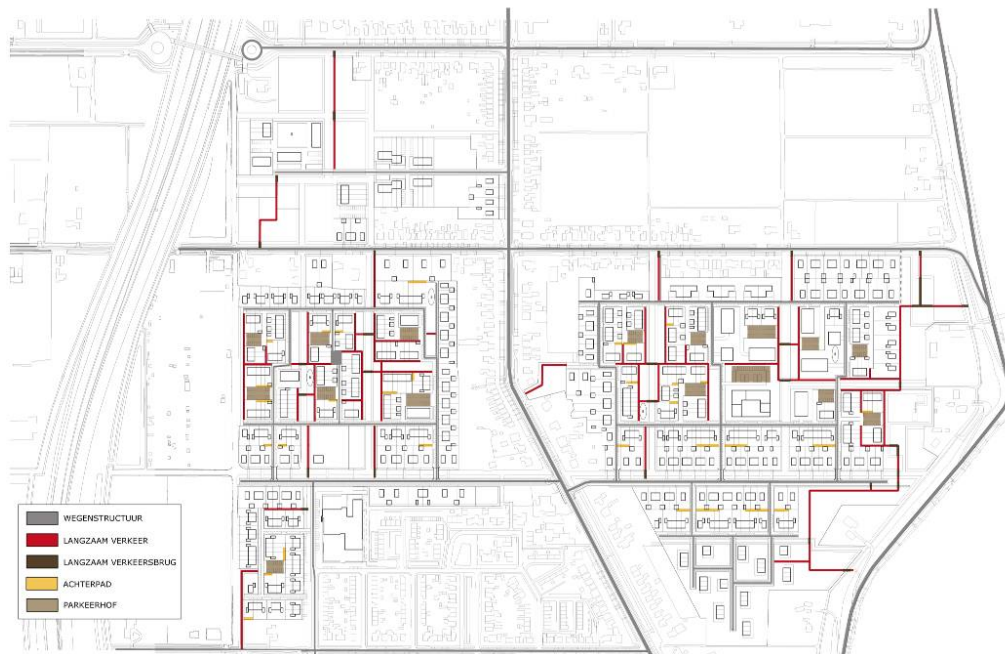 WEGENSTRUCTUUR
LANGZAAM VERKEER
LANGZAAM VERKEERSBRUG
ACHTERPAD
PARKEERHOF